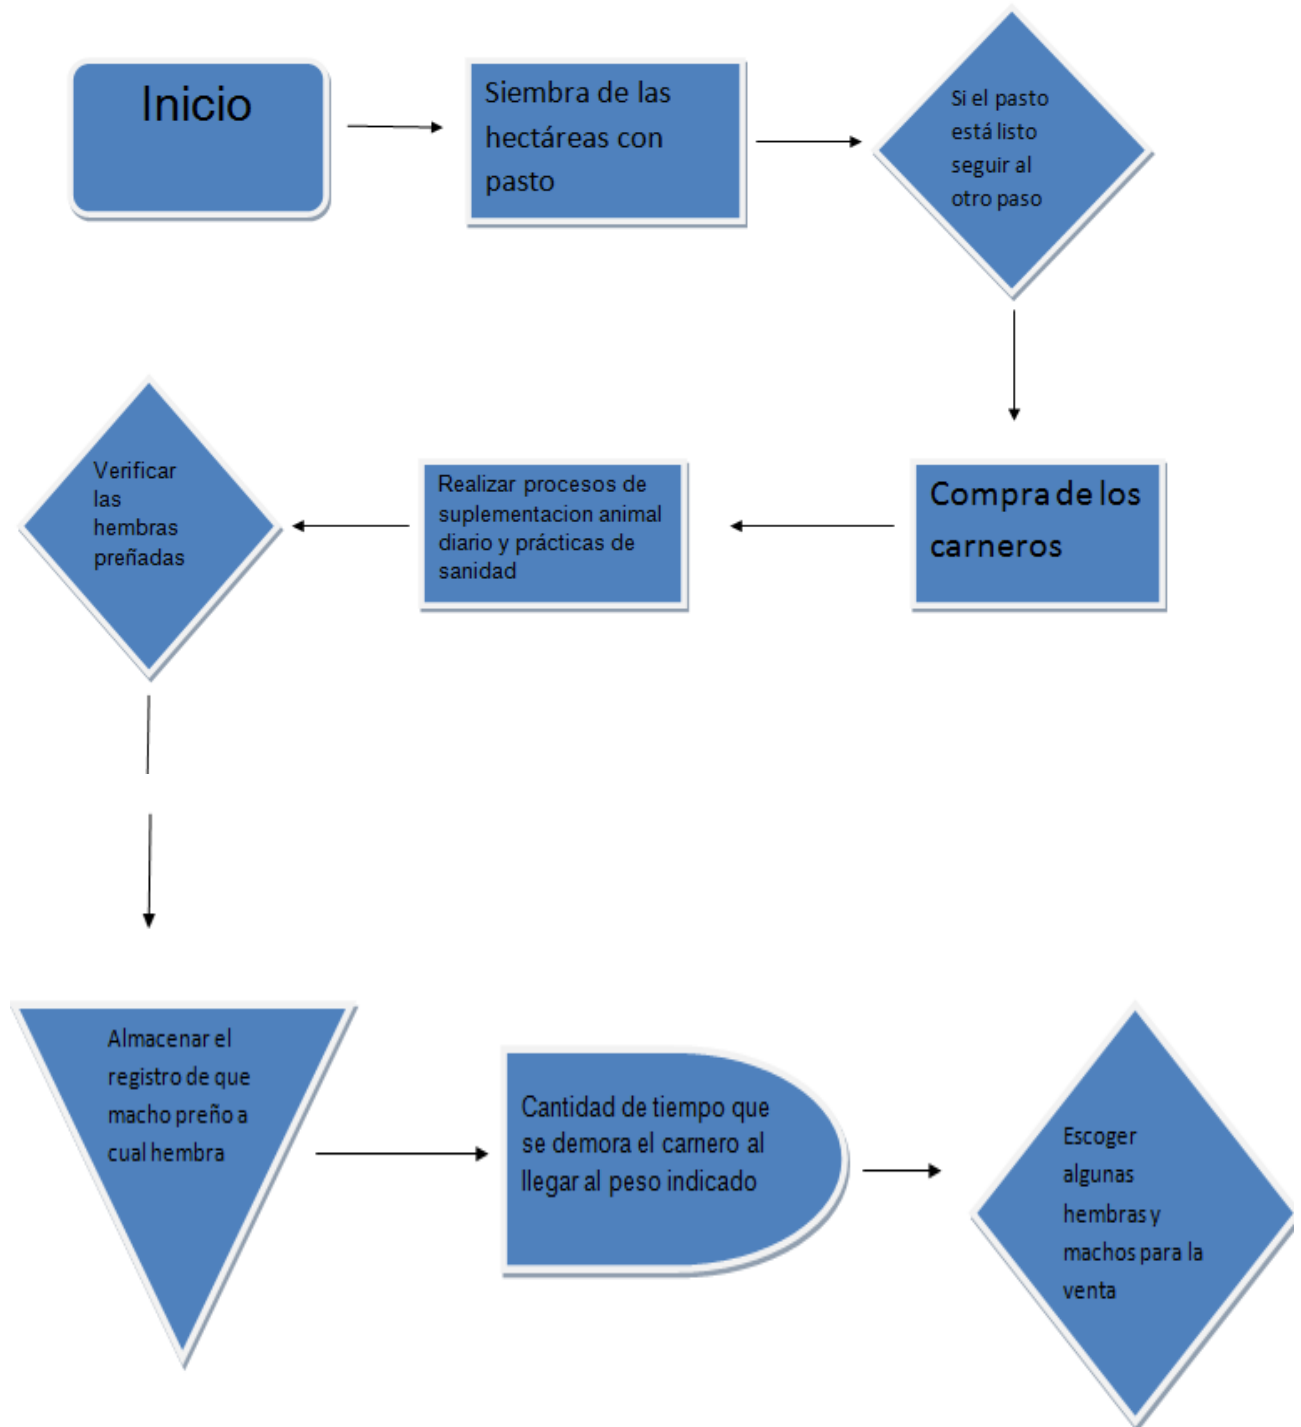 Inicio
Siembra de las
hectáreas con
pasto
Si el pasto
está listo
seguir al
otro paso
Compra de los
carneros
Realizar procesos de
suplementacion animal
diario y prácticas de
sanidad
Verificar
las
hembras
preñadas
Almacenar el
registro de que
macho preño a
cual hembra
Cantidad de tiempo que
se demora el carnero al
llegar al peso indicado
Escoger
algunas
hembras y
machos para la
venta